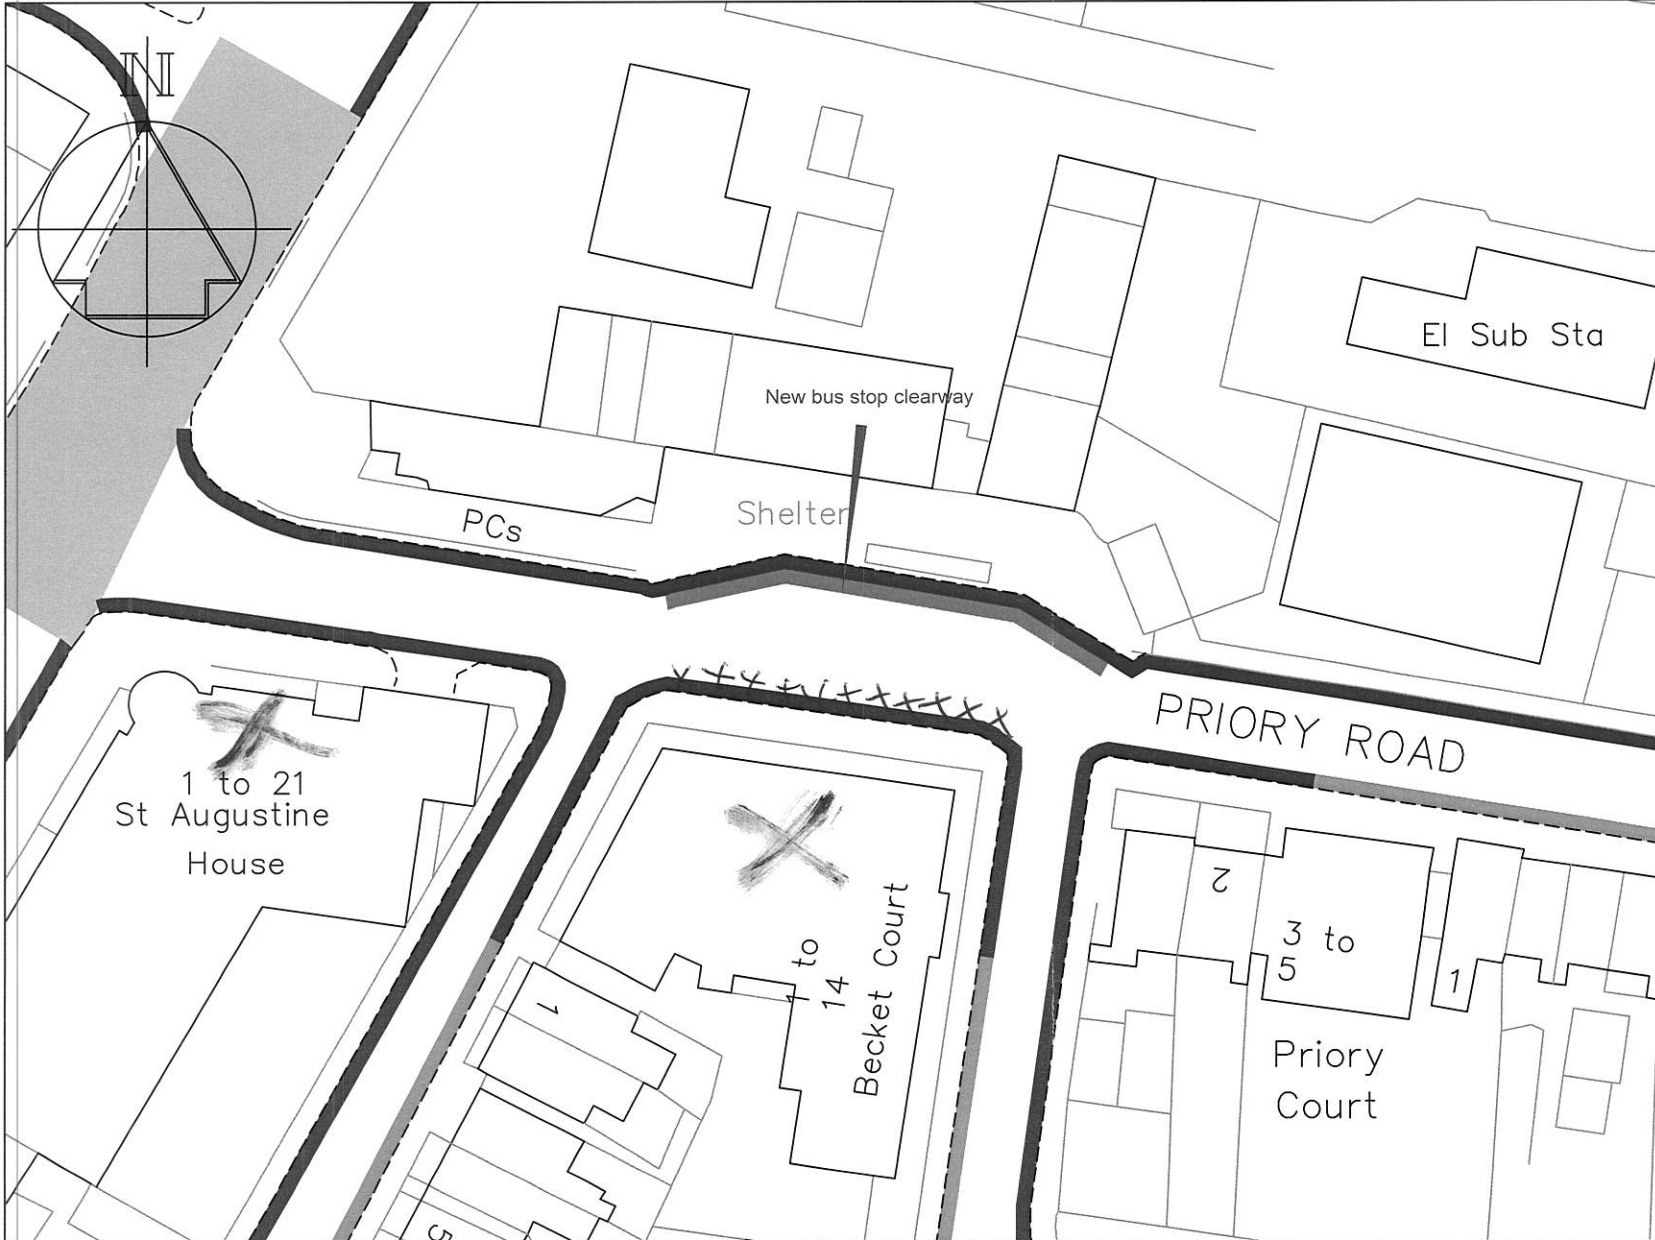 N
El Sub Sta
New bus stop clearway
Shelter
PCs
PRIORY ROAD
1 to 21
St Augustine
House
2
3 to
5
1
1 to
14
Becket Court
1
Priory
Court
5